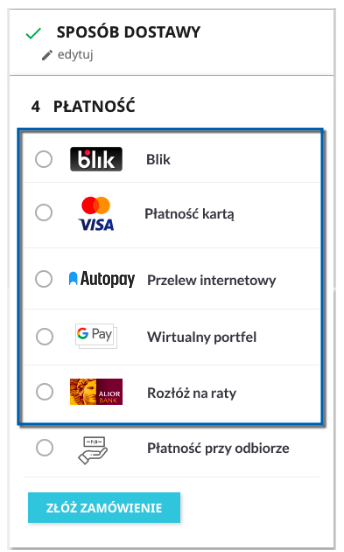 SPOSÓB DOSTAWY
edytuj
4 PŁATNOŚĆ
blik Blik
VISA Płatność kartą
Autopay Przelew internetowy
G Pay Wirtualny portfel
ALIOR BANK Rozłóż na raty
Płatność przy odbiorze
ZŁÓŻ ZAMÓWIENIE